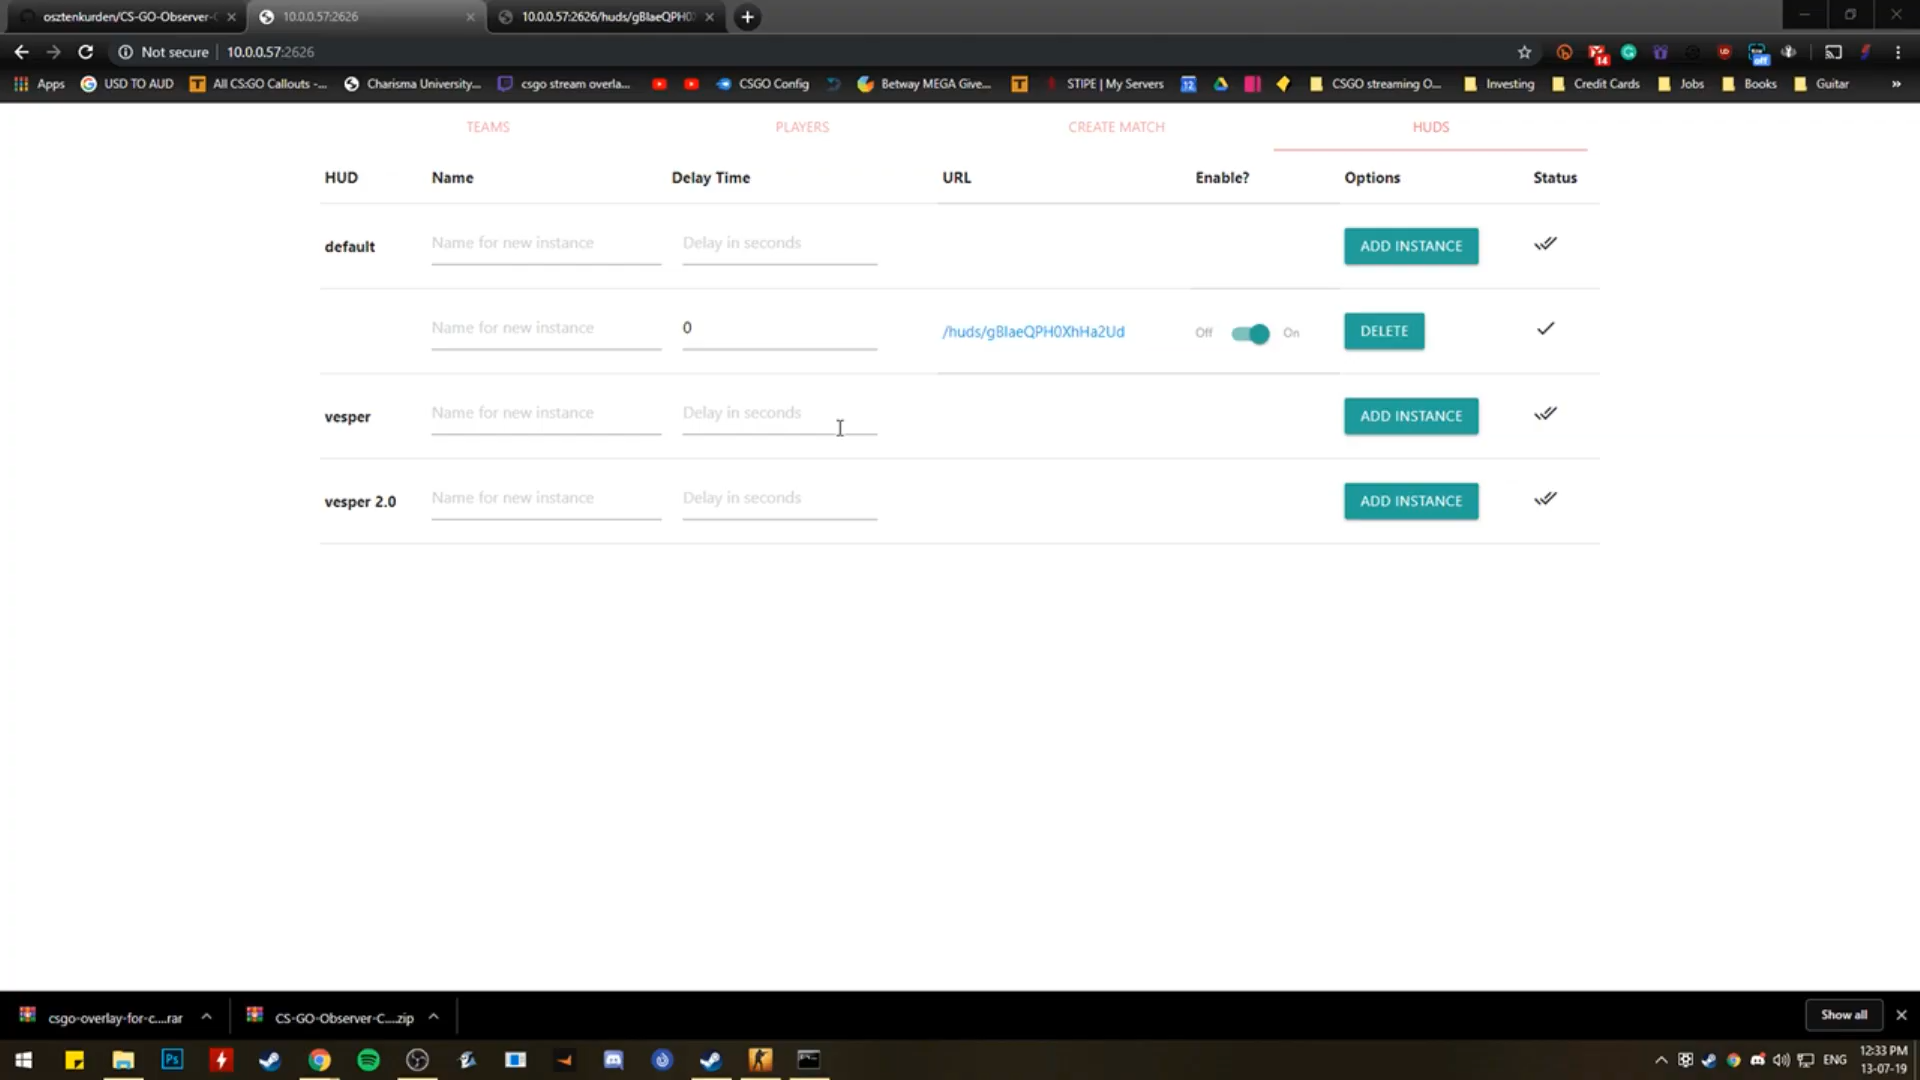 osztenkurden/CS-GO-Observer-
10.0.0.57:2626
10.0.0.57:2626/huds/gBlaeQPH0
Not secure
10.0.0.57:2626
14
off
Apps
USD TO AUD
All CS:GO Callouts -...
Charisma University...
csgo stream overla...
CSGO Config
Betway MEGA Give...
STIPE | My Servers
12
CSGO streaming O...
Investing
Credit Cards
Jobs
Books
Guitar
»
TEAMS
PLAYERS
CREATE MATCH
HUDS
HUD
Name
Delay Time
URL
Enable?
Options
Status
default
Name for new instance
Delay in seconds
ADD INSTANCE
Name for new instance
0
/huds/gBlaeQPH0XhHa2Ud
Off
On
DELETE
vesper
Name for new instance
Delay in seconds
ADD INSTANCE
vesper 2.0
Name for new instance
Delay in seconds
ADD INSTANCE
csgo-overlay-for-c....rar
CS-GO-Observer-C....zip
Show all
Ps
ENG
12:33 PM
13-07-19